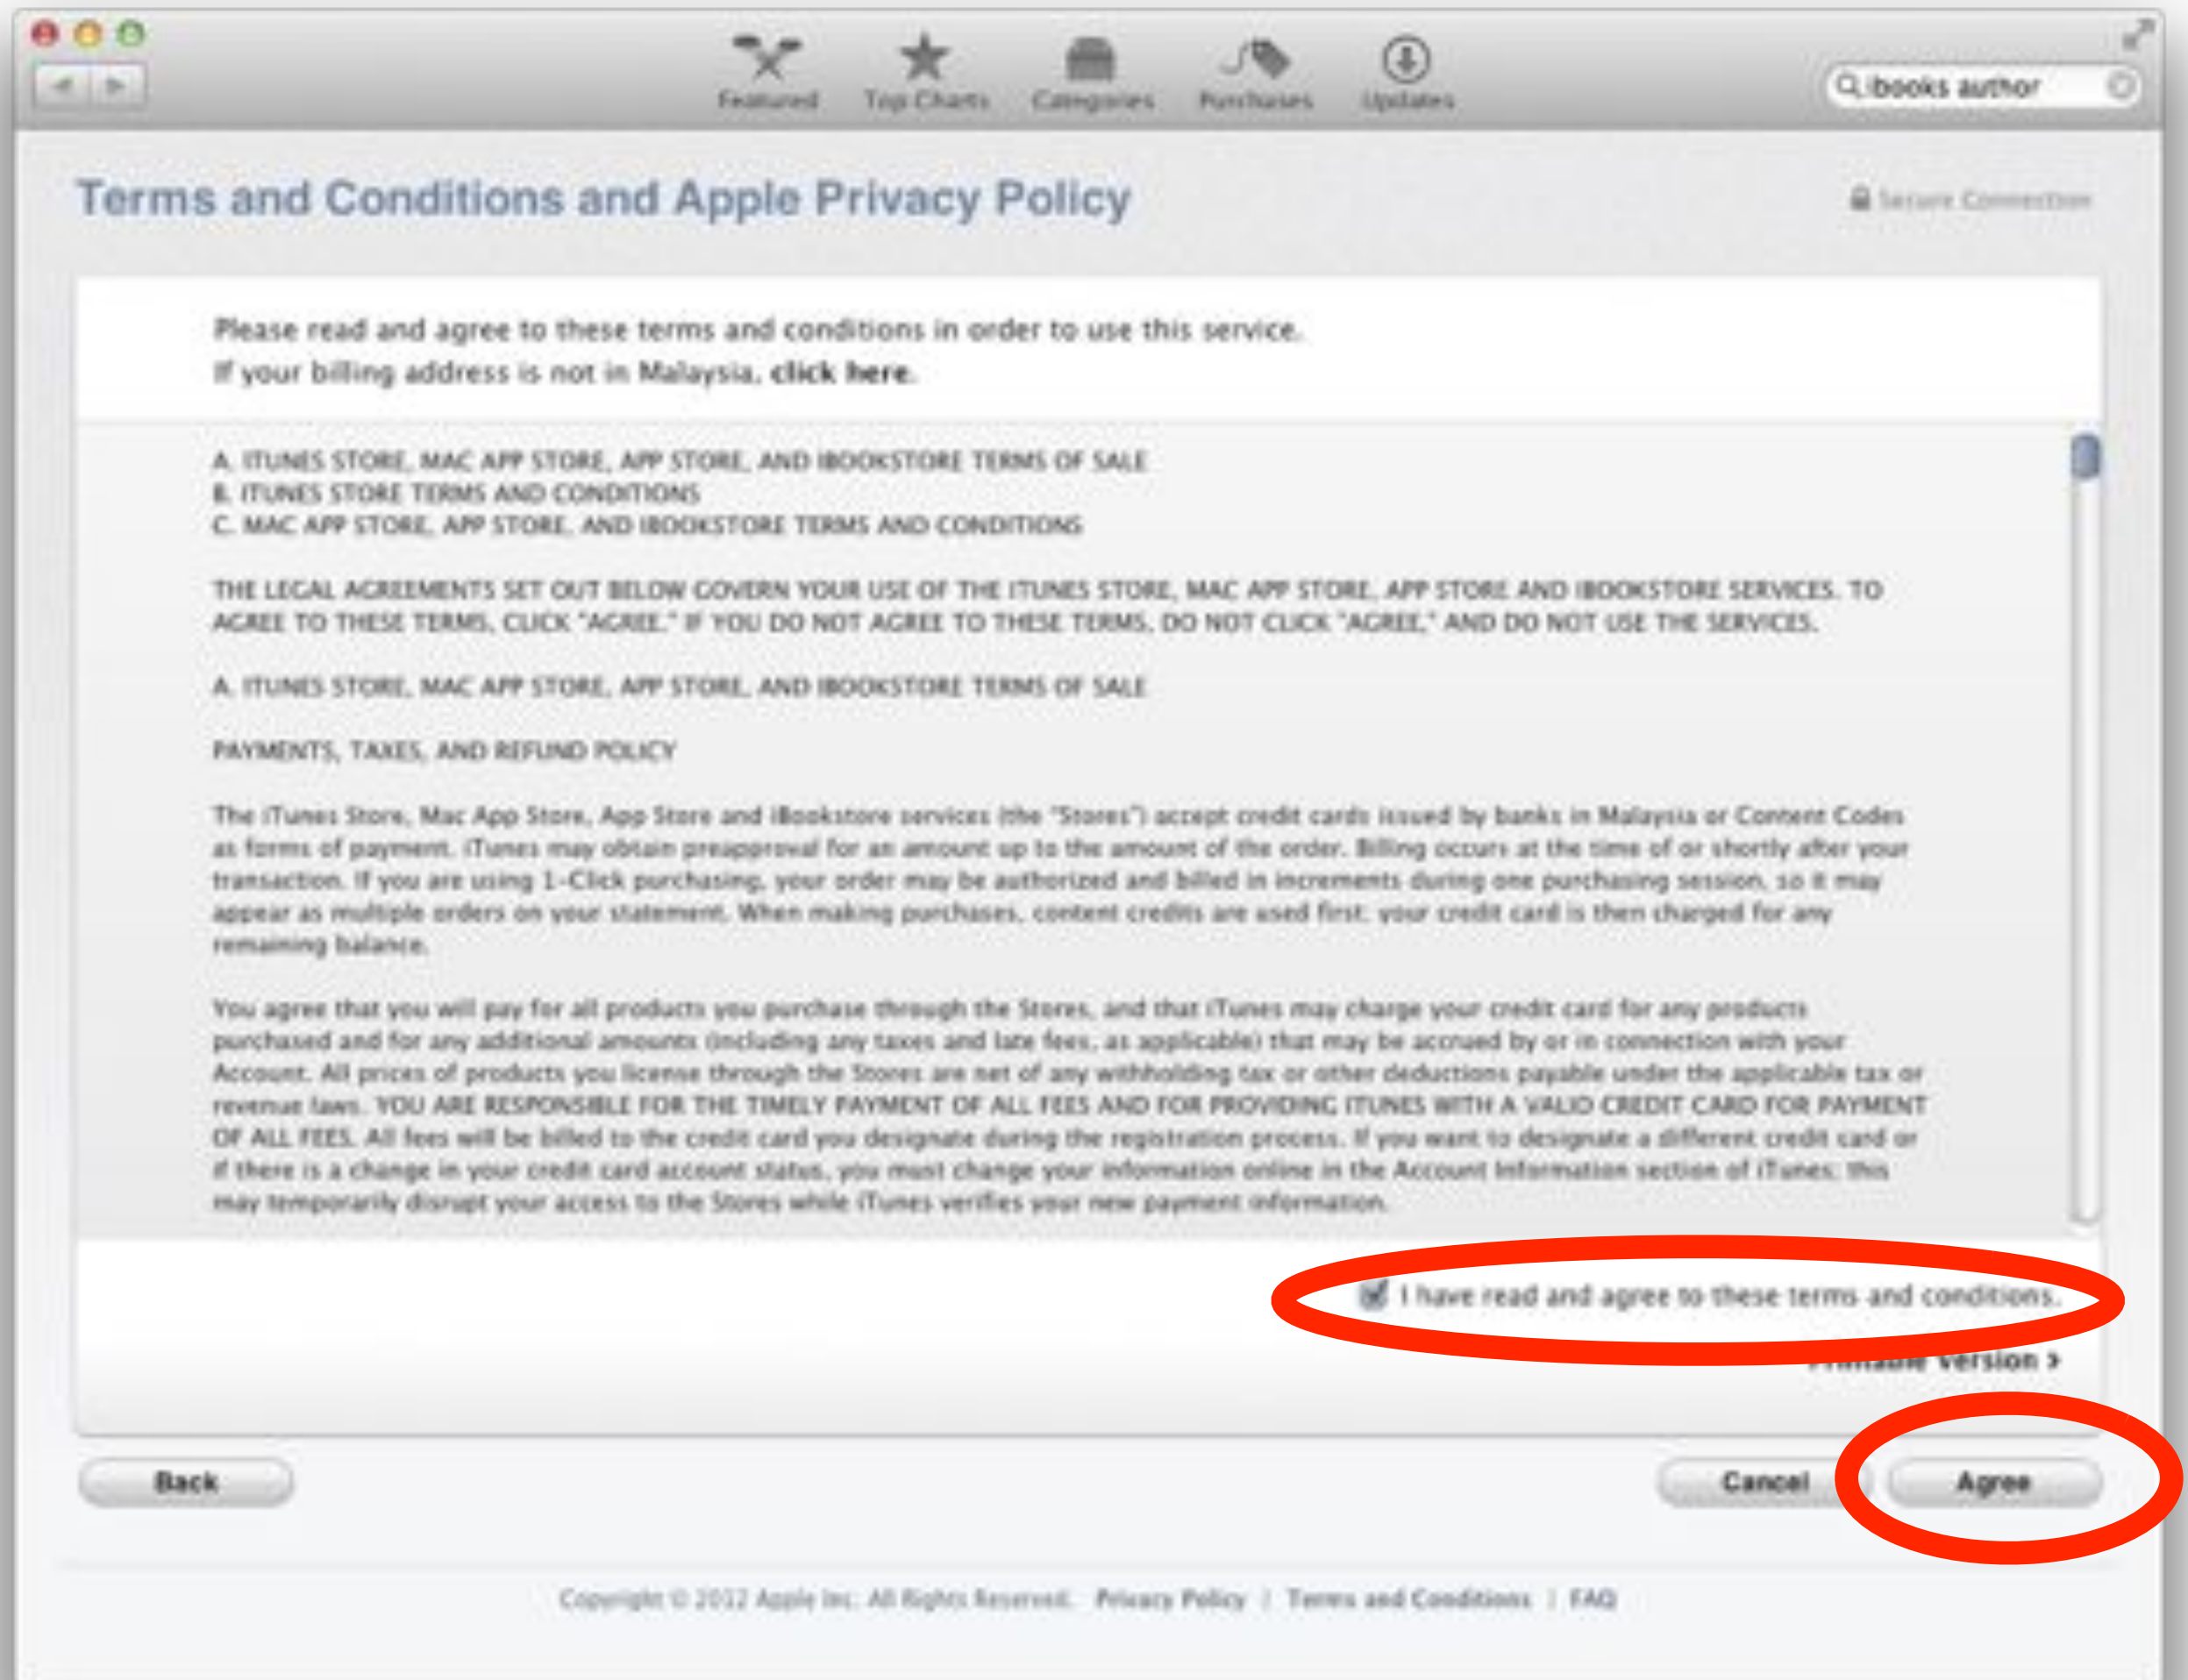 Featured Top Charts Categories Purchases Updates
ibooks author
Terms and Conditions and Apple Privacy Policy
Secure Connection
Please read and agree to these terms and conditions in order to use this service.
If your billing address is not in Malaysia, click here.
A. ITUNES STORE, MAC APP STORE, APP STORE, AND IBOOKSTORE TERMS OF SALE
B. ITUNES STORE TERMS AND CONDITIONS
C. MAC APP STORE, APP STORE, AND IBOOKSTORE TERMS AND CONDITIONS
THE LEGAL AGREEMENTS SET OUT BELOW GOVERN YOUR USE OF THE ITUNES STORE, MAC APP STORE, APP STORE AND IBOOKSTORE SERVICES. TO
AGREE TO THESE TERMS, CLICK "AGREE." IF YOU DO NOT AGREE TO THESE TERMS, DO NOT CLICK "AGREE," AND DO NOT USE THE SERVICES.
A. ITUNES STORE, MAC APP STORE, APP STORE, AND IBOOKSTORE TERMS OF SALE
PAYMENTS, TAXES, AND REFUND POLICY
The iTunes Store, Mac App Store, App Store and iBookstore services (the "Stores") accept credit cards issued by banks in Malaysia or Content Codes
as forms of payment. iTunes may obtain preapproval for an amount up to the amount of the order. Billing occurs at the time of or shortly after your
transaction. If you are using 1-Click purchasing, your order may be authorized and billed in increments during one purchasing session, so it may
appear as multiple orders on your statement. When making purchases, content credits are used first; your credit card is then charged for any
remaining balance.
You agree that you will pay for all products you purchase through the Stores, and that iTunes may charge your credit card for any products
purchased and for any additional amounts (including any taxes and late fees, as applicable) that may be accrued by or in connection with your
Account. All prices of products you license through the Stores are net of any withholding tax or other deductions payable under the applicable tax or
revenue laws. YOU ARE RESPONSIBLE FOR THE TIMELY PAYMENT OF ALL FEES AND FOR PROVIDING ITUNES WITH A VALID CREDIT CARD FOR PAYMENT
OF ALL FEES. All fees will be billed to the credit card you designate during the registration process. If you want to designate a different credit card or
if there is a change in your credit card account status, you must change your information online in the Account Information section of iTunes; this
may temporarily disrupt your access to the Stores while iTunes verifies your new payment information.
I have read and agree to these terms and conditions.
Printable Version >
Back Cancel Agree
Copyright © 2012 Apple Inc. All Rights Reserved. Privacy Policy | Terms and Conditions | FAQ